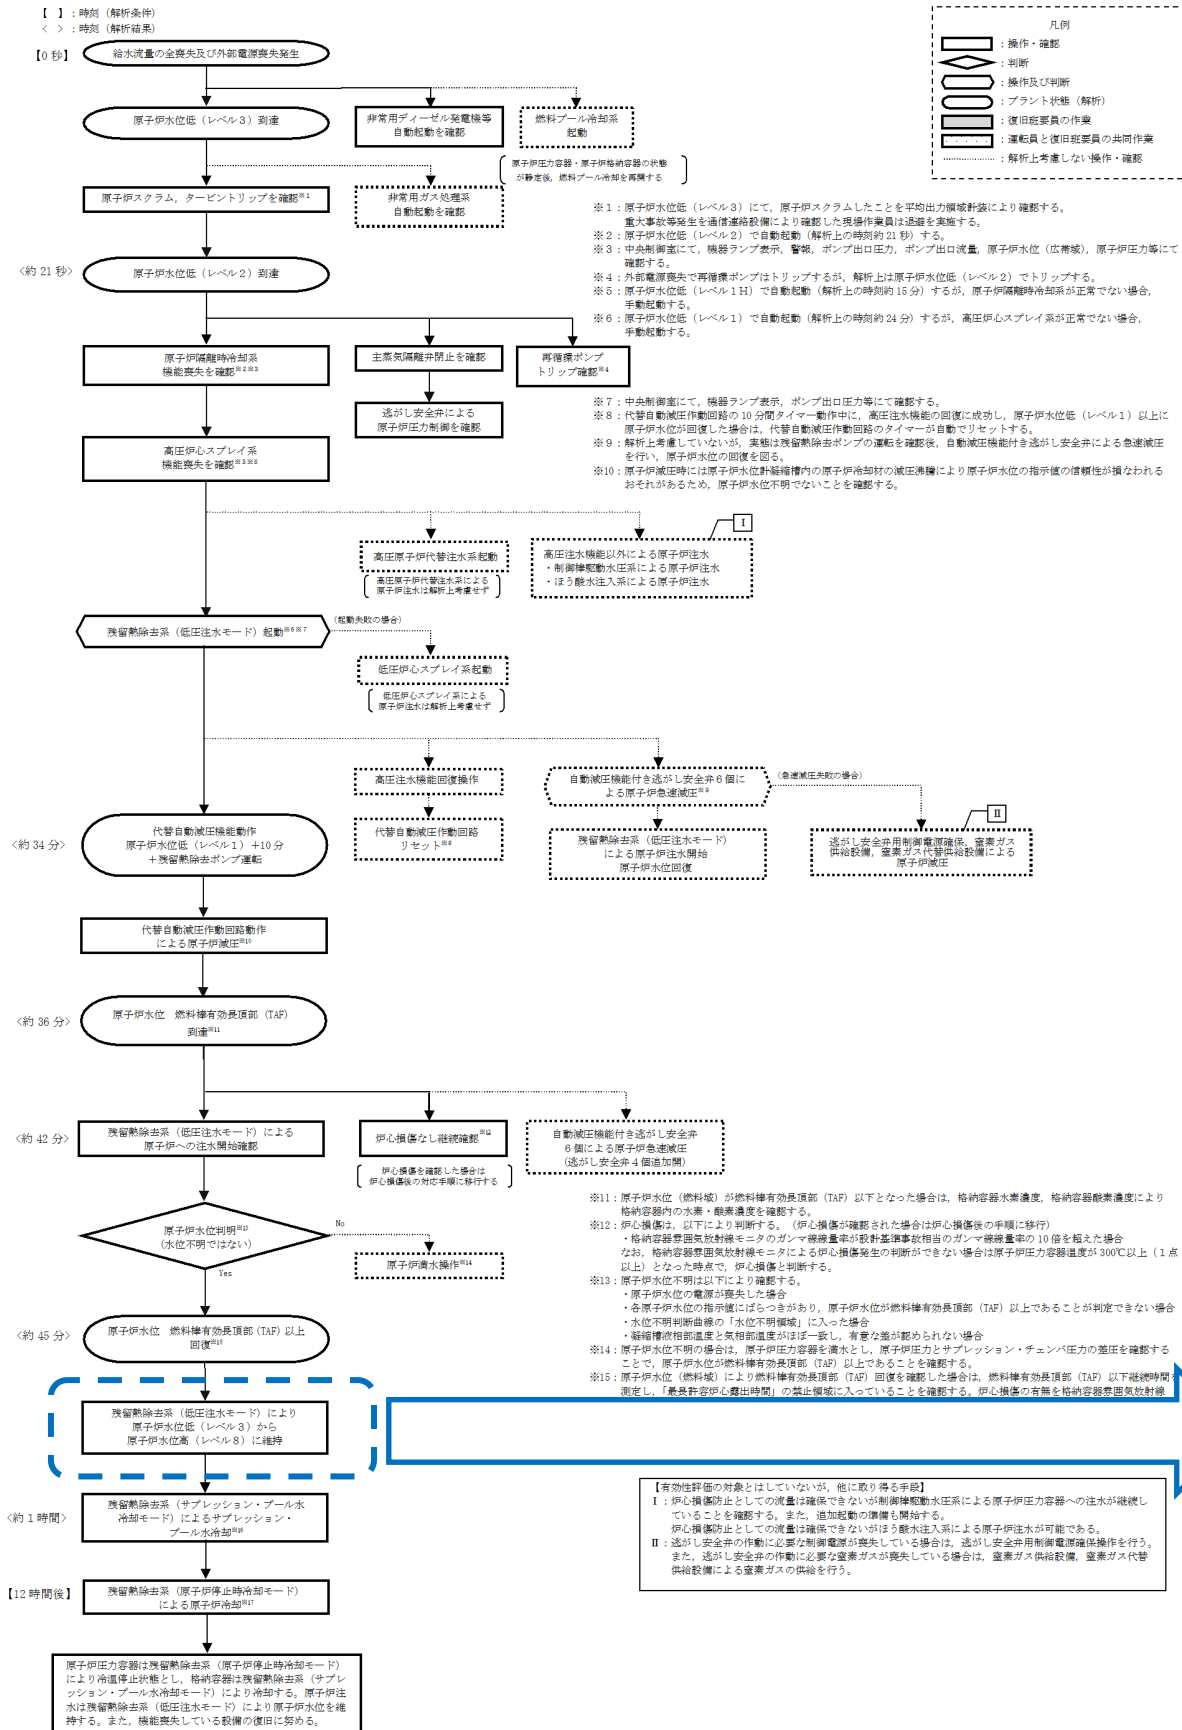 【 】：時刻（解析条件）
< >：時刻（解析結果）
凡例
：操作・確認
：判断
：操作及び判断
：プラント状態（解析）
：復旧班要員の作業
：運転員と復旧班要員の共同作業
：解析上考慮しない操作・確認
【0 秒】
給水流量の全喪失及び外部電源喪失発生
原子炉水位低（レベル３）到達
非常用ディーゼル発電機等
自動起動を確認
燃料プール冷却系
起動
原子炉圧力容器・原子炉格納容器の状態
が静定後，燃料プール冷却を再開する
原子炉スクラム，タービントリップを確認※1
非常用ガス処理系
自動起動を確認
<約 21 秒>
原子炉水位低（レベル２）到達
※１：原子炉水位低（レベル３）にて，原子炉スクラムしたことを平均出力領域計装により確認する。
重大事故等発生を通信連絡設備により確認した現場作業員は退避を実施する。
※２：原子炉水位低（レベル２）で自動起動（解析上の時刻約 21 秒）する。
※３：中央制御室にて，機器ランプ表示，警報，ポンプ出口圧力，ポンプ出口流量，原子炉水位（広帯域），原子炉圧力等にて
確認する。
※４：外部電源喪失で再循環ポンプはトリップするが，解析上は原子炉水位低（レベル２）でトリップする。
※５：原子炉水位低（レベル１Ｈ）で自動起動（解析上の時刻約 15 分）するが，原子炉隔離時冷却系が正常でない場合，
手動起動する。
※６：原子炉水位低（レベル１）で自動起動（解析上の時刻約 24 分）するが，高圧炉心スプレイ系が正常でない場合，
手動起動する。
原子炉隔離時冷却系
機能喪失を確認※2※3
主蒸気隔離弁閉止を確認
再循環ポンプ
トリップ確認※4
逃がし安全弁による
原子炉圧力制御を確認
高圧炉心スプレイ系
機能喪失を確認※3※5
※７：中央制御室にて，機器ランプ表示，ポンプ出口圧力等にて確認する。
※８：代替自動減圧作動回路の 10 分間タイマー動作中に，高圧注水機能の回復に成功し，原子炉水位低（レベル１）以上に
原子炉水位が回復した場合は，代替自動減圧作動回路のタイマーが自動でリセットする。
※９：解析上考慮していないが，実態は残留熱除去ポンプの運転を確認後，自動減圧機能付き逃がし安全弁による急速減圧
を行い，原子炉水位の回復を図る。
※10：原子炉減圧時には原子炉水位計凝縮槽内の原子炉冷却材の減圧沸騰により原子炉水位の指示値の信頼性が損なわれる
おそれがあるため，原子炉水位不明でないことを確認する。
Ⅰ
高圧原子炉代替注水系起動
高圧原子炉代替注水系による
原子炉注水は解析上考慮せず
高圧注水機能以外による原子炉注水
・制御棒駆動水圧系による原子炉注水
・ほう酸水注入系による原子炉注水
残留熱除去系（低圧注水モード）起動※6※7
（起動失敗の場合）
低圧炉心スプレイ系起動
低圧炉心スプレイ系による
原子炉注水は解析上考慮せず
高圧注水機能回復操作
自動減圧機能付き逃がし安全弁６個に
よる原子炉急速減圧※9
（急速減圧失敗の場合）
Ⅱ
<約 34 分>
代替自動減圧機能動作
原子炉水位低（レベル１）＋10 分
＋残留熱除去ポンプ運転
代替自動減圧作動回路
リセット※8
残留熱除去系（低圧注水モード）
による原子炉注水開始
原子炉水位回復
逃がし安全弁用制御電源確保，窒素ガス
供給設備，窒素ガス代替供給設備による
原子炉減圧
代替自動減圧作動回路動作
による原子炉減圧※10
<約 36 分>
原子炉水位　燃料棒有効長頂部（TAF）
到達※11
<約 42 分>
残留熱除去系（低圧注水モード）による
原子炉への注水開始確認
炉心損傷なし継続確認※12
炉心損傷を確認した場合は
炉心損傷後の対応手順に移行する
自動減圧機能付き逃がし安全弁
６個による原子炉急速減圧
（逃がし安全弁４個追加開）
原子炉水位判明※13
（水位不明ではない）
No
Yes
原子炉満水操作※14
※11：原子炉水位（燃料域）が燃料棒有効長頂部（TAF）以下となった場合は，格納容器水素濃度，格納容器酸素濃度により
格納容器内の水素・酸素濃度を確認する。
※12：炉心損傷は，以下により判断する。（炉心損傷が確認された場合は炉心損傷後の手順に移行）
・格納容器雰囲気放射線モニタのガンマ線線量率が設計基準事故相当のガンマ線線量率の 10 倍を超えた場合
なお，格納容器雰囲気放射線モニタによる炉心損傷発生の判断ができない場合は原子炉圧力容器温度が 300℃以上（１点
以上）となった時点で，炉心損傷と判断する。
※13：原子炉水位不明は以下により確認する。
・原子炉水位の電源が喪失した場合
・各原子炉水位の指示値にばらつきがあり，原子炉水位が燃料棒有効長頂部（TAF）以上であることが判定できない場合
・水位不明判断曲線の「水位不明領域」に入った場合
・凝縮槽液相部温度と気相部温度がほぼ一致し，有意な差が認められない場合
※14：原子炉水位不明の場合は，原子炉圧力容器を満水とし，原子炉圧力とサプレッション・チェンバ圧力の差圧を確認する
ことで，原子炉水位が燃料棒有効長頂部（TAF）以上であることを確認する。
※15：原子炉水位（燃料域）により燃料棒有効長頂部（TAF）回復を確認した場合は，燃料棒有効長頂部（TAF）以下継続時間を
測定し，「最長許容炉心露出時間」の禁止領域に入っていることを確認する。炉心損傷の有無を格納容器雰囲気放射線
<約 45 分>
原子炉水位　燃料棒有効長頂部（TAF）以上
回復※15
残留熱除去系（低圧注水モード）により
原子炉水位低（レベル３）から
原子炉水位高（レベル８）に維持
<約 1 時間>
残留熱除去系（サプレッション・プール水
冷却モード）によるサプレッション・
プール水冷却※16
【有効性評価の対象とはしていないが，他に取り得る手段】
Ⅰ：炉心損傷防止としての流量は確保できないが制御棒駆動水圧系による原子炉圧力容器への注水が継続し
ていることを確認する。また，追加起動の準備も開始する。
炉心損傷防止としての流量は確保できないがほう酸水注入系による原子炉注水が可能である。
Ⅱ：逃がし安全弁の作動に必要な制御電源が喪失している場合は，逃がし安全弁用制御電源確保操作を行う。
また，逃がし安全弁の作動に必要な窒素ガスが喪失している場合は，窒素ガス供給設備，窒素ガス代替
供給設備による窒素ガスの供給を行う。
【12 時間後】
残留熱除去系（原子炉停止時冷却モード）
による原子炉冷却※17
原子炉圧力容器は残留熱除去系（原子炉停止時冷却モード）
により冷温停止状態とし，格納容器は残留熱除去系（サプレ
ッション・プール水冷却モード）により冷却する。原子炉注
水は残留熱除去系（低圧注水モード）により原子炉水位を維
持する。また，機能喪失している設備の復旧に努める。